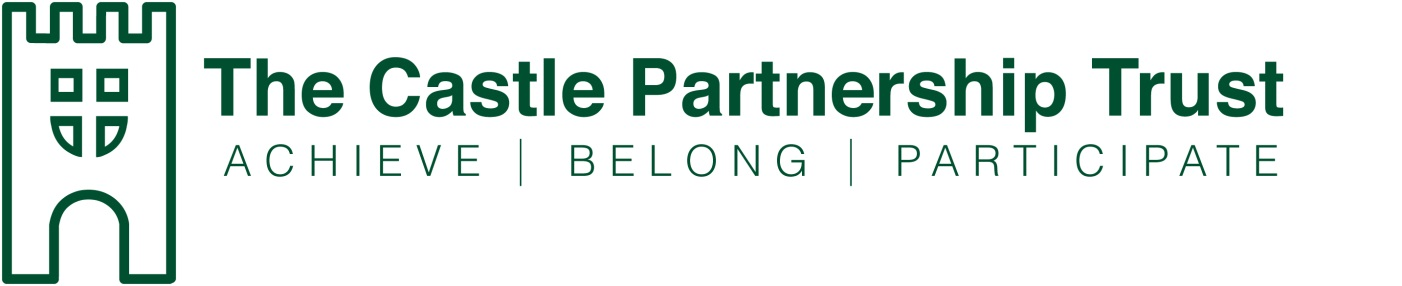 The Castle Partnership Trust
ACHIEVE | BELONG | PARTICIPATE